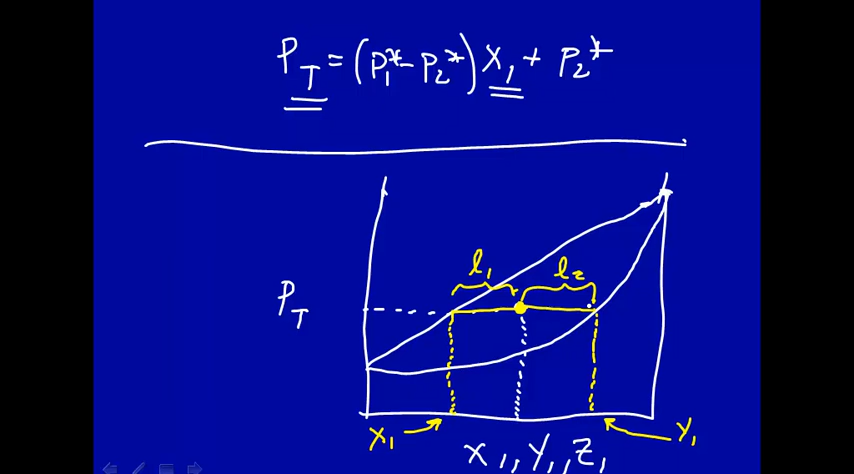 P_T = (P₁* - P₂*) X₁ + P₂*
l₁ l₂
P_T
X₁ Y₁
X₁, Y₁, Z₁